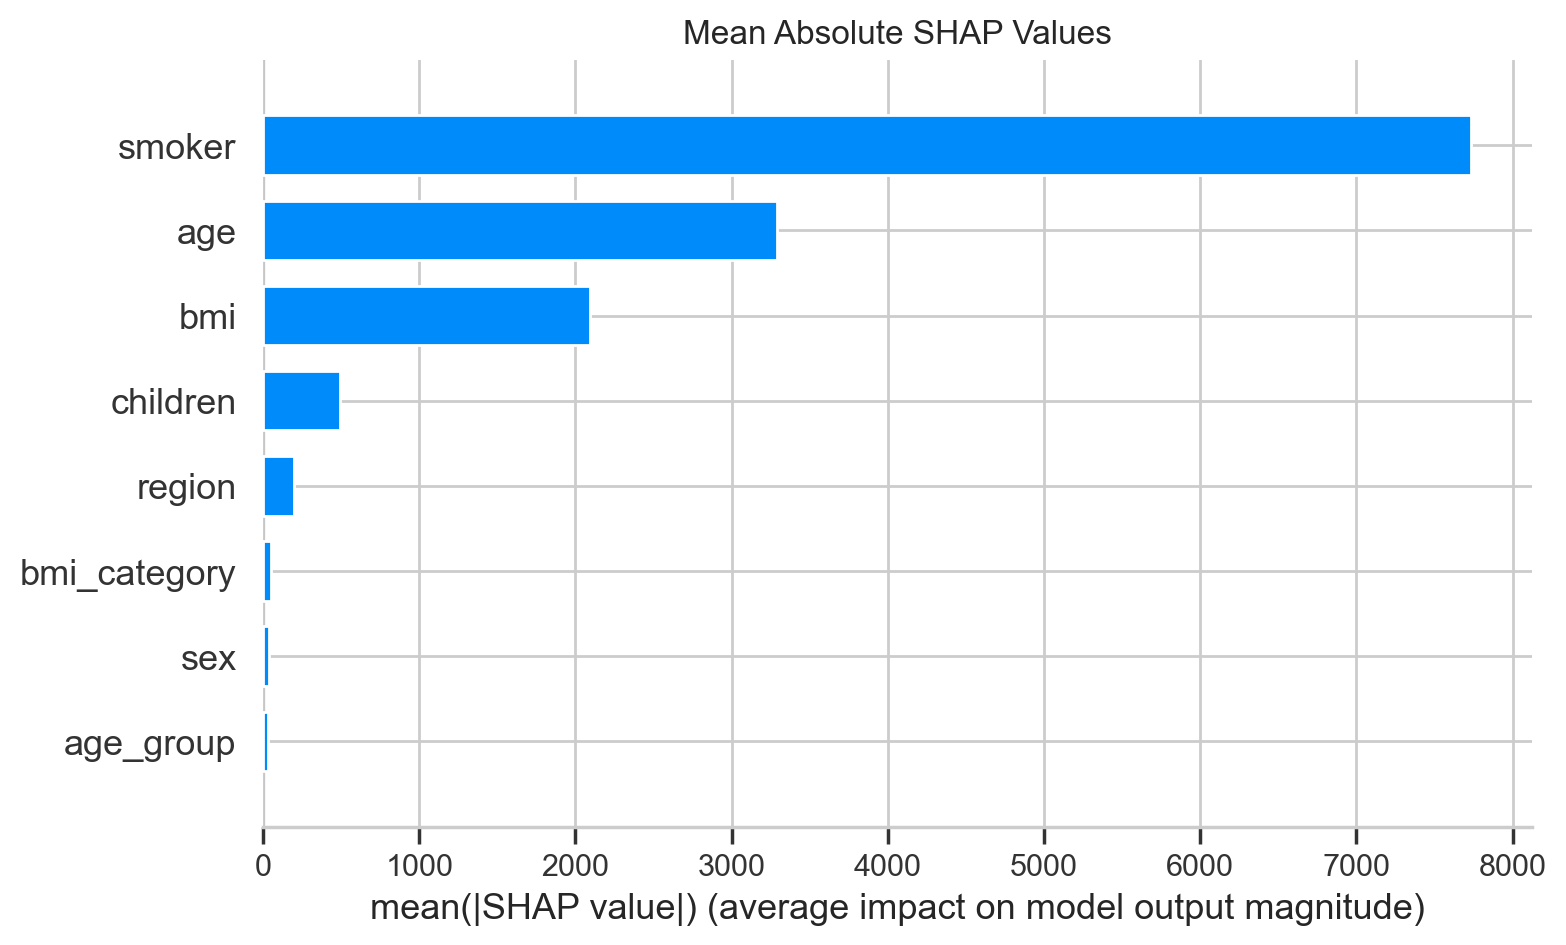 Mean Absolute SHAP Values
smoker
age
bmi
children
region
bmi_category
sex
age_group
0 1000 2000 3000 4000 5000 6000 7000 8000
mean(|SHAP value|) (average impact on model output magnitude)